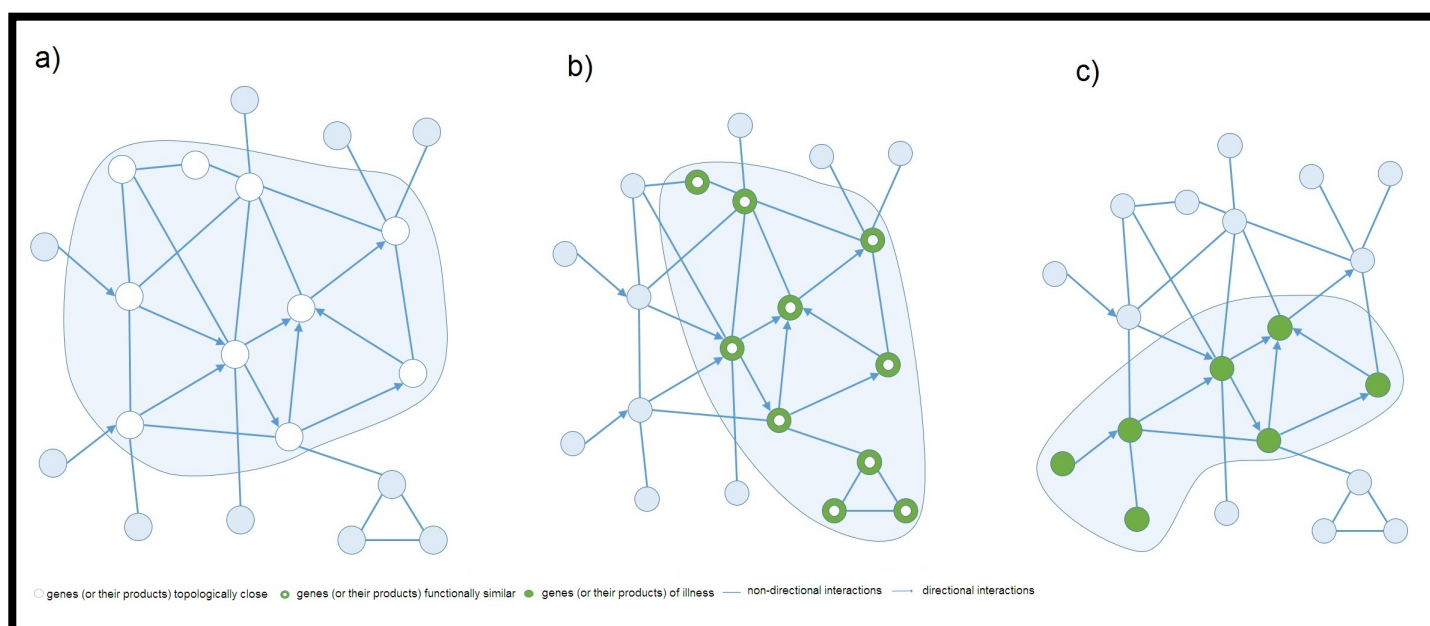 a)
b)
c)
genes (or their products) topologically close
genes (or their products) functionally similar
genes (or their products) of illness
non-directional interactions
directional interactions